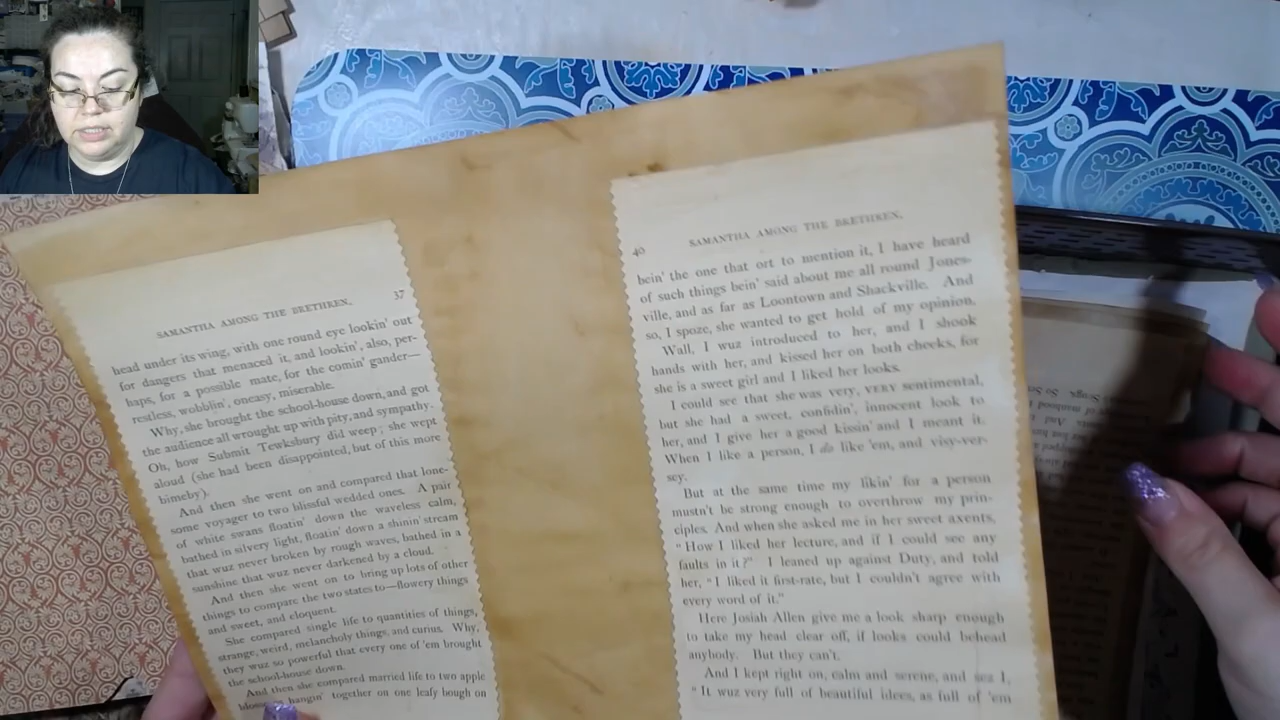 SAMANTHA AMONG THE BRETHREN. 37
head under its wing, with one round eye lookin' out
for dangers that menaced it, and lookin', also, per-
haps, for a possible mate, for the comin' gander—
restless, wobblin', oneasy, miserable.
Why, she brought the school-house down, and got
the audience all wrought up with pity, and sympathy.
Oh, how Submit Tewksbury did weep; she wept
aloud (she had been disappointed, but of this more
bimeby).
And then she went on and compared that lone-
some voyager to two blissful wedded ones. A pair
of white swans floatin' down the waveless calm,
bathed in silvery light, floatin' down a shinin' stream
that wuz never broken by rough waves, bathed in a
sunshine that wuz never darkened by a cloud.
And then she went on to bring up lots of other
things to compare the two states to—flowery things
and sweet, and eloquent.
She compared single life to quantities of things,
strange, weird, melancholy things, and curius. Why,
they wuz so powerful that every one of 'em brought
the school-house down.
And then she compared married life to two apple
hangin' together on one leafy bough on
40 SAMANTHA AMONG THE BRETHREN.
bein' the one that ort to mention it, I have heard
of such things bein' said about me all round Jones-
ville, and as far as Loontown and Shackville. And
so, I spoze, she wanted to get hold of my opinion.
Wall, I wuz introduced to her, and I shook
hands with her, and kissed her on both cheeks, for
she is a sweet girl and I liked her looks.
I could see that she was very, VERY sentimental,
but she had a sweet, confidin', innocent look to
her, and I give her a good kissin' and I meant it.
When I like a person, I do like 'em, and visy-ver-
sey.
But at the same time my likin' for a person
mustn't be strong enough to overthrow my prin-
ciples. And when she asked me in her sweet axents,
"How I liked her lecture, and if I could see any
faults in it?" I leaned up against Duty, and told
her, "I liked it first-rate, but I couldn't agree with
every word of it."
Here Josiah Allen give me a look sharp enough
to take my head clear off, if looks could behead
anybody. But they can't.
And I kept right on, calm and serene, and sez I,
"It wuz very full of beautiful idees, as full of 'em